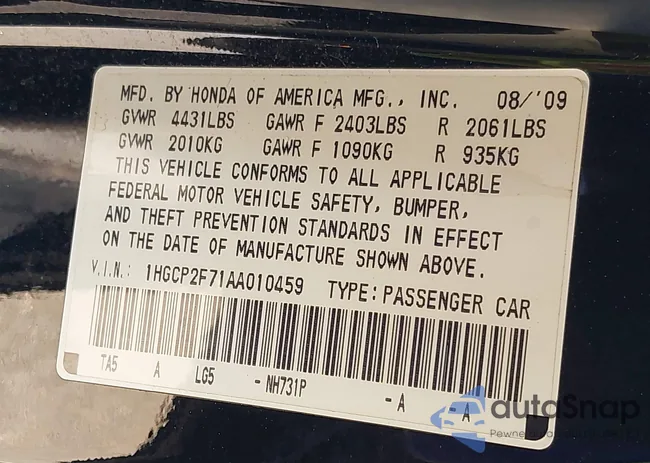 MFD. BY HONDA OF AMERICA MFG., INC. 08/'09
GVWR 4431LBS GAWR F 2403LBS R 2061LBS
GVWR 2010KG GAWR F 1090KG R 935KG
THIS VEHICLE CONFORMS TO ALL APPLICABLE
FEDERAL MOTOR VEHICLE SAFETY, BUMPER,
AND THEFT PREVENTION STANDARDS IN EFFECT
ON THE DATE OF MANUFACTURE SHOWN ABOVE.
V.I.N.: 1HGCP2F71AA010459 TYPE: PASSENGER CAR
TA5 A LG5 -NH731P -A -A
autoSnap
Powered